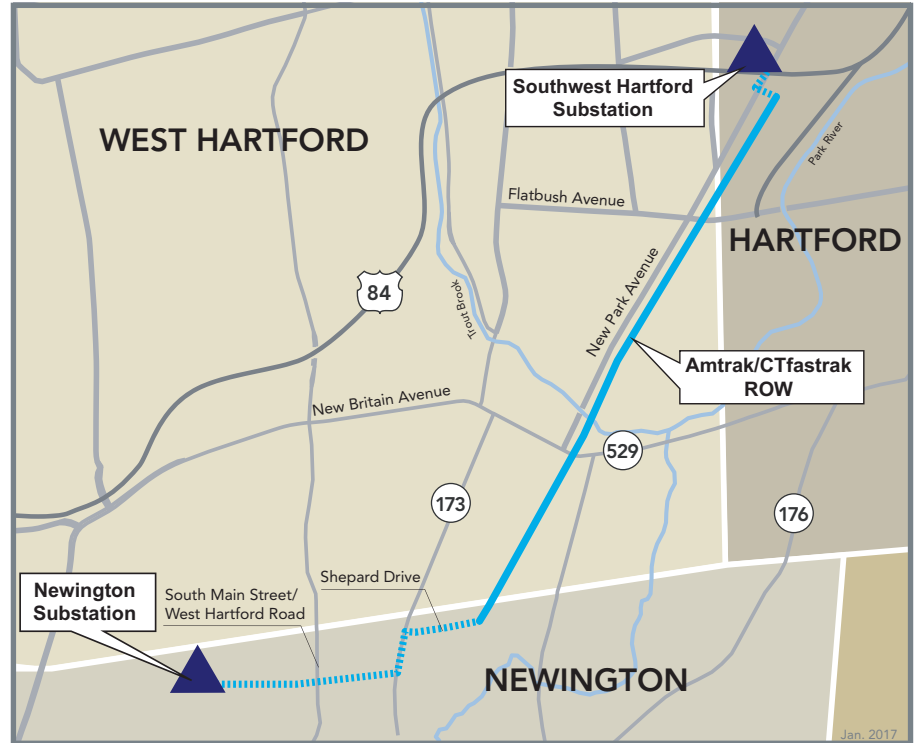 Southwest Hartford
Substation
WEST HARTFORD
Park River
Flatbush Avenue
HARTFORD
84
Trout Brook
New Park Avenue
Amtrak/CTfastrak
ROW
New Britain Avenue
529
173
176
Newington
Substation
South Main Street/
West Hartford Road
Shepard Drive
NEWINGTON
Jan. 2017